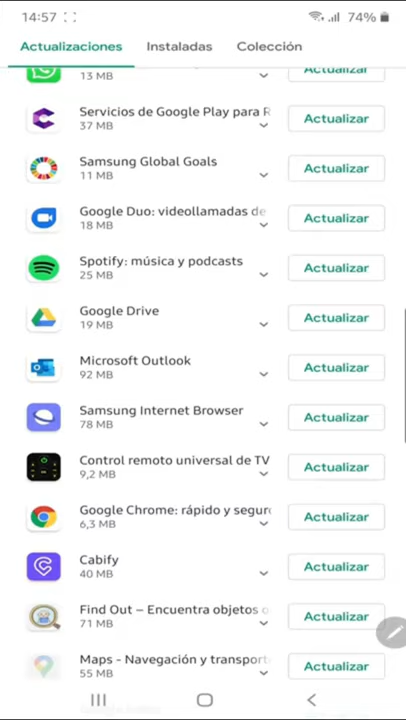 14:57
74%
Actualizaciones
Instaladas
Colección
13 MB
Actualizar
Servicios de Google Play para R
37 MB
Actualizar
Samsung Global Goals
11 MB
Actualizar
Google Duo: videollamadas de
18 MB
Actualizar
Spotify: música y podcasts
25 MB
Actualizar
Google Drive
19 MB
Actualizar
Microsoft Outlook
92 MB
Actualizar
Samsung Internet Browser
78 MB
Actualizar
Control remoto universal de TV
9,2 MB
Actualizar
Google Chrome: rápido y seguro
6,3 MB
Actualizar
Cabify
40 MB
Actualizar
Find Out – Encuentra objetos o
71 MB
Actualizar
Maps - Navegación y transport
55 MB
Actualizar